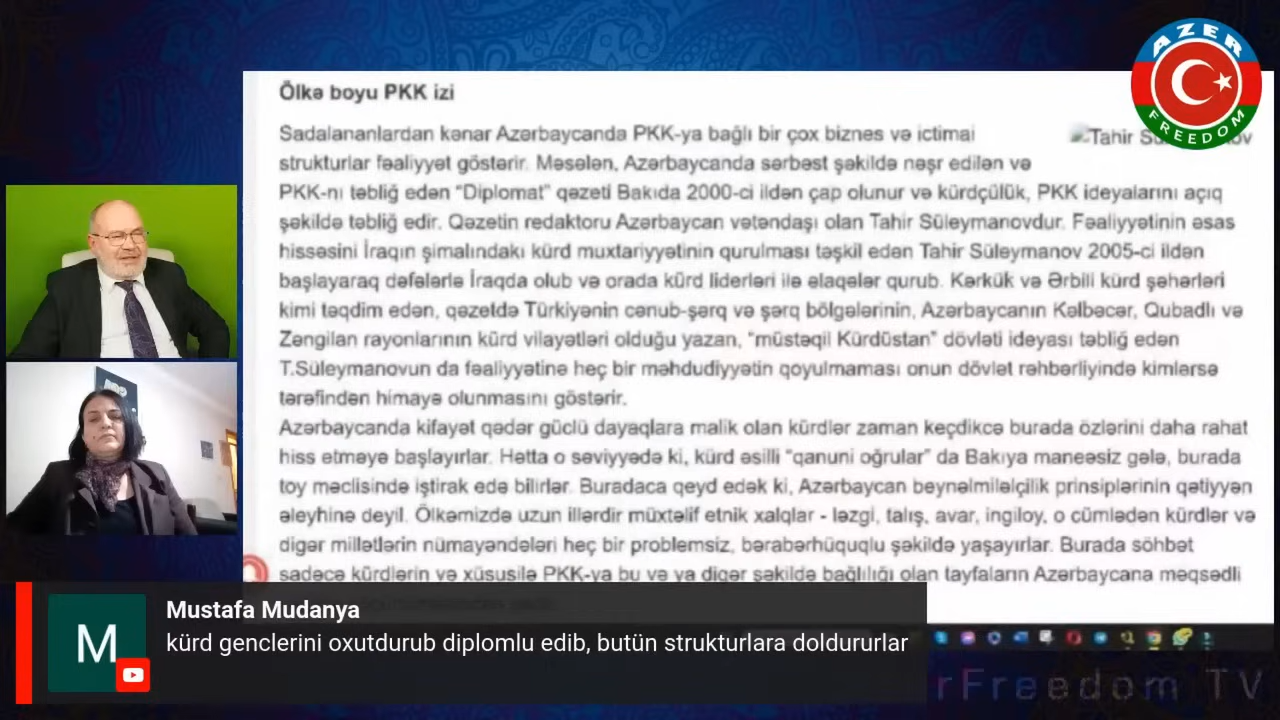 AZER
FREEDOM
Ölkə boyu PKK izi
Tahir
Sadalananlardan kənar Azərbaycanda PKK-ya bağlı bir çox biznes və ictimai
strukturlar fəaliyyət göstərir. Məsələn, Azərbaycanda sərbəst şəkildə nəşr edilən və
PKK-nı təbliğ edən “Diplomat” qəzeti Bakıda 2000-ci ildən çap olunur və kürdçülük, PKK ideyalarını açıq
şəkildə təbliğ edir. Qəzetin redaktoru Azərbaycan vətəndaşı olan Tahir Süleymanovdur. Fəaliyyətinin əsas
hissəsini İraqın şimalındakı kürd muxtariyyətinin qurulması təşkil edən Tahir Süleymanov 2005-ci ildən
başlayaraq dəfələrlə İraqda olub və orada kürd liderləri ilə əlaqələr qurub. Kərkük və Ərbili kürd şəhərləri
kimi təqdim edən, qəzetdə Türkiyənin cənub-şərq və şərq bölgələrinin, Azərbaycanın Kəlbəcər, Qubadlı və
Zəngilan rayonlarının kürd vilayətləri olduğu yazan, “müstəqil Kürdüstan” dövləti ideyası təbliğ edən
T.Süleymanovun da fəaliyyətinə heç bir məhdudiyyətin qoyulmaması onun dövlət rəhbərliyində kimlərsə
tərəfindən himayə olunmasını göstərir.
Azərbaycanda kifayət qədər güclü dayaqlara malik olan kürdlər zaman keçdikcə burada özlərini daha rahat
hiss etməyə başlayırlar. Hətta o səviyyədə ki, kürd əsilli “qanuni oğrular” da Bakıya maneəsiz gələ, burada
toy məclisində iştirak edə bilirlər. Buradaca qeyd edək ki, Azərbaycan beynəlmiləlçilik prinsiplərinin qətiyyən
əleyhinə deyil. Ölkəmizdə uzun illərdir müxtəlif etnik xalqlar - ləzgi, talış, avar, ingiloy, o cümlədən kürdlər və
digər millətlərin nümayəndələri heç bir problemsiz, bərabərhüquqlu şəkildə yaşayırlar. Burada söhbət
sadəcə kürdlərin və xüsusilə PKK-ya bu və ya digər şəkildə bağlılığı olan tayfaların Azərbaycana məqsədli
M
Mustafa Mudanya
kürd genclerini oxutdurub diplomlu edib, butün strukturlara doldururlar
rFreedom TV